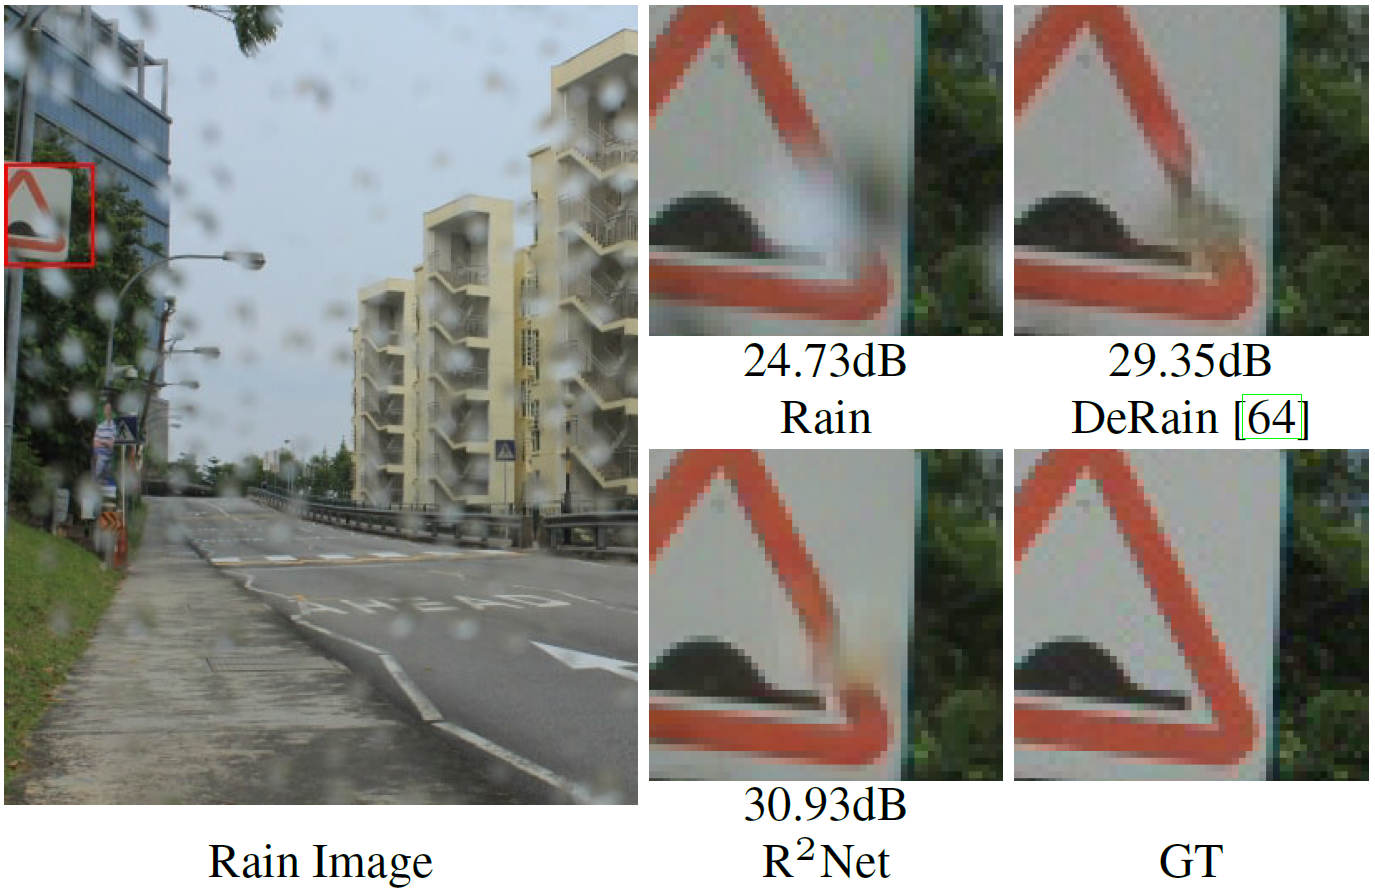 AHEAD
24.73dB
Rain
29.35dB
DeRain [64]
30.93dB
R²Net
GT
Rain Image